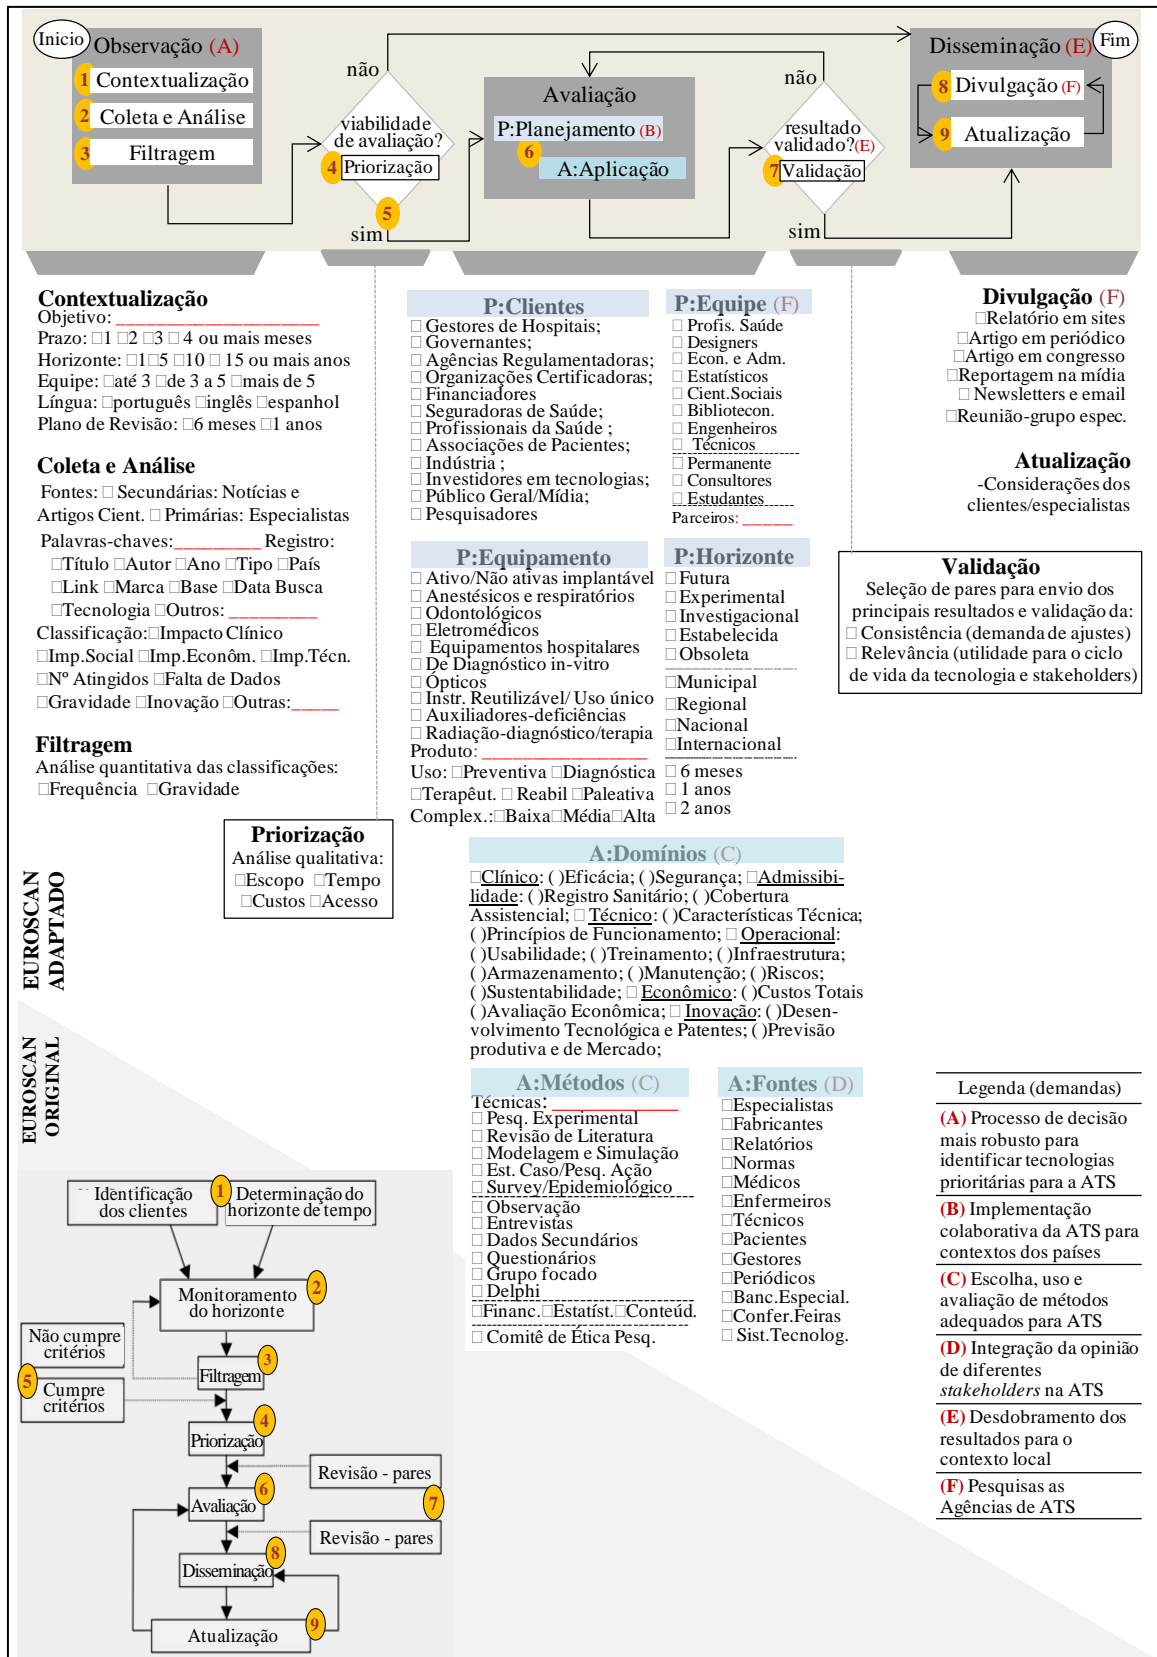 Inicio
Observação (A)
1 Contextualização
2 Coleta e Análise
3 Filtragem
não
viabilidade
de avaliação?
4 Priorização
5
sim
Avaliação
P:Planejamento (B)
6
A:Aplicação
não
resultado
validado?(E)
7 Validação
sim
Disseminação (E)
Fim
8 Divulgação (F)
9 Atualização
Contextualização
Objetivo: ____________________
Prazo: □1 □2 □3 □ 4 ou mais meses
Horizonte: □1□5 □10 □ 15 ou mais anos
Equipe: □até 3 □de 3 a 5 □mais de 5
Língua: □português □inglês □espanhol
Plano de Revisão: □6 meses □1 anos
Coleta e Análise
Fontes: □ Secundárias: Notícias e
Artigos Cient. □ Primárias: Especialistas
Palavras-chaves:_________ Registro:
□Título □Autor □Ano □Tipo □País
□Link □Marca □Base □Data Busca
□Tecnologia □Outros: _________
Classificação:□Impacto Clínico
□Imp.Social □Imp.Econôm. □Imp.Técn.
□Nº Atingidos □Falta de Dados
□Gravidade □Inovação □Outras:_____
Filtragem
Análise quantitativa das classificações:
□Frequência □Gravidade
Priorização
Análise qualitativa:
□Escopo □Tempo
□Custos □Acesso
P:Clientes
□ Gestores de Hospitais;
□ Governantes;
□ Agências Regulamentadoras;
□ Organizações Certificadoras;
□ Financiadores
□ Seguradoras de Saúde;
□ Profissionais da Saúde ;
□ Associações de Pacientes;
□ Indústria ;
□ Investidores em tecnologias;
□ Público Geral/Mídia;
□ Pesquisadores
P:Equipe (F)
□ Profis. Saúde
□ Designers
□ Econ. e Adm.
□ Estatísticos
□ Cient.Sociais
□ Bibliotecon.
□ Engenheiros
□ Técnicos
□ Permanente
□ Consultores
□ Estudantes
Parceiros: _____
P:Equipamento
□ Ativo/Não ativas implantável
□ Anestésicos e respiratórios
□ Odontológicos
□ Eletromédicos
□ Equipamentos hospitalares
□ De Diagnóstico in-vitro
□ Ópticos
□ Instr. Reutilizável/ Uso único
□ Auxiliadores-deficiências
□ Radiação-diagnóstico/terapia
Produto: _________________
Uso: □Preventiva □Diagnóstica
□Terapêut. □ Reabil □Paleativa
Complex.:□Baixa□Média□Alta
P:Horizonte
□ Futura
□ Experimental
□ Investigacional
□ Estabelecida
□ Obsoleta
□Municipal
□Regional
□Nacional
□Internacional
□ 6 meses
□ 1 anos
□ 2 anos
Divulgação (F)
□Relatório em sites
□Artigo em periódico
□Artigo em congresso
□Reportagem na mídia
□ Newsletters e email
□Reunião-grupo espec.
Atualização
-Considerações dos
clientes/especialistas
Validação
Seleção de pares para envio dos
principais resultados e validação da:
□ Consistência (demanda de ajustes)
□ Relevância (utilidade para o ciclo
de vida da tecnologia e stakeholders)
A:Domínios (C)
□Clínico: ( )Eficácia; ( )Segurança; □Admissibi-
lidade: ( )Registro Sanitário; ( )Cobertura
Assistencial; □ Técnico: ( )Características Técnica;
( )Princípios de Funcionamento; □ Operacional:
( )Usabilidade; ( )Treinamento; ( )Infraestrutura;
( )Armazenamento; ( )Manutenção; ( )Riscos;
( )Sustentabilidade; □ Econômico: ( )Custos Totais
( )Avaliação Econômica; □ Inovação: ( )Desen-
volvimento Tecnológica e Patentes; ( )Previsão
produtiva e de Mercado;
A:Métodos (C)
Técnicas: _____________
□ Pesq. Experimental
□ Revisão de Literatura
□ Modelagem e Simulação
□ Est. Caso/Pesq. Ação
□ Survey/Epidemiológico
□ Observação
□ Entrevistas
□ Dados Secundários
□ Questionários
□ Grupo focado
□ Delphi
□Financ.□Estatíst.□Conteúd.
□ Comitê de Ética Pesq.
A:Fontes (D)
□Especialistas
□Fabricantes
□Relatórios
□Normas
□Médicos
□Enfermeiros
□Técnicos
□Pacientes
□Gestores
□Periódicos
□Banc.Especial.
□Confer.Feiras
□ Sist.Tecnolog.
Legenda (demandas)
(A) Processo de decisão
mais robusto para
identificar tecnologias
prioritárias para a ATS
(B) Implementação
colaborativa da ATS para
contextos dos países
(C) Escolha, uso e
avaliação de métodos
adequados para ATS
(D) Integração da opinião
de diferentes
stakeholders na ATS
(E) Desdobramento dos
resultados para o
contexto local
(F) Pesquisas as
Agências de ATS
EUROSCAN
ADAPTADO
EUROSCAN
ORIGINAL
Identificação
dos clientes
1
Determinação do
horizonte de tempo
Monitoramento
do horizonte
2
Não cumpre
critérios
3
Filtragem
5
Cumpre
critérios
4
Priorização
Revisão - pares
6
Avaliação
7
Revisão - pares
8
Disseminação
Atualização
9